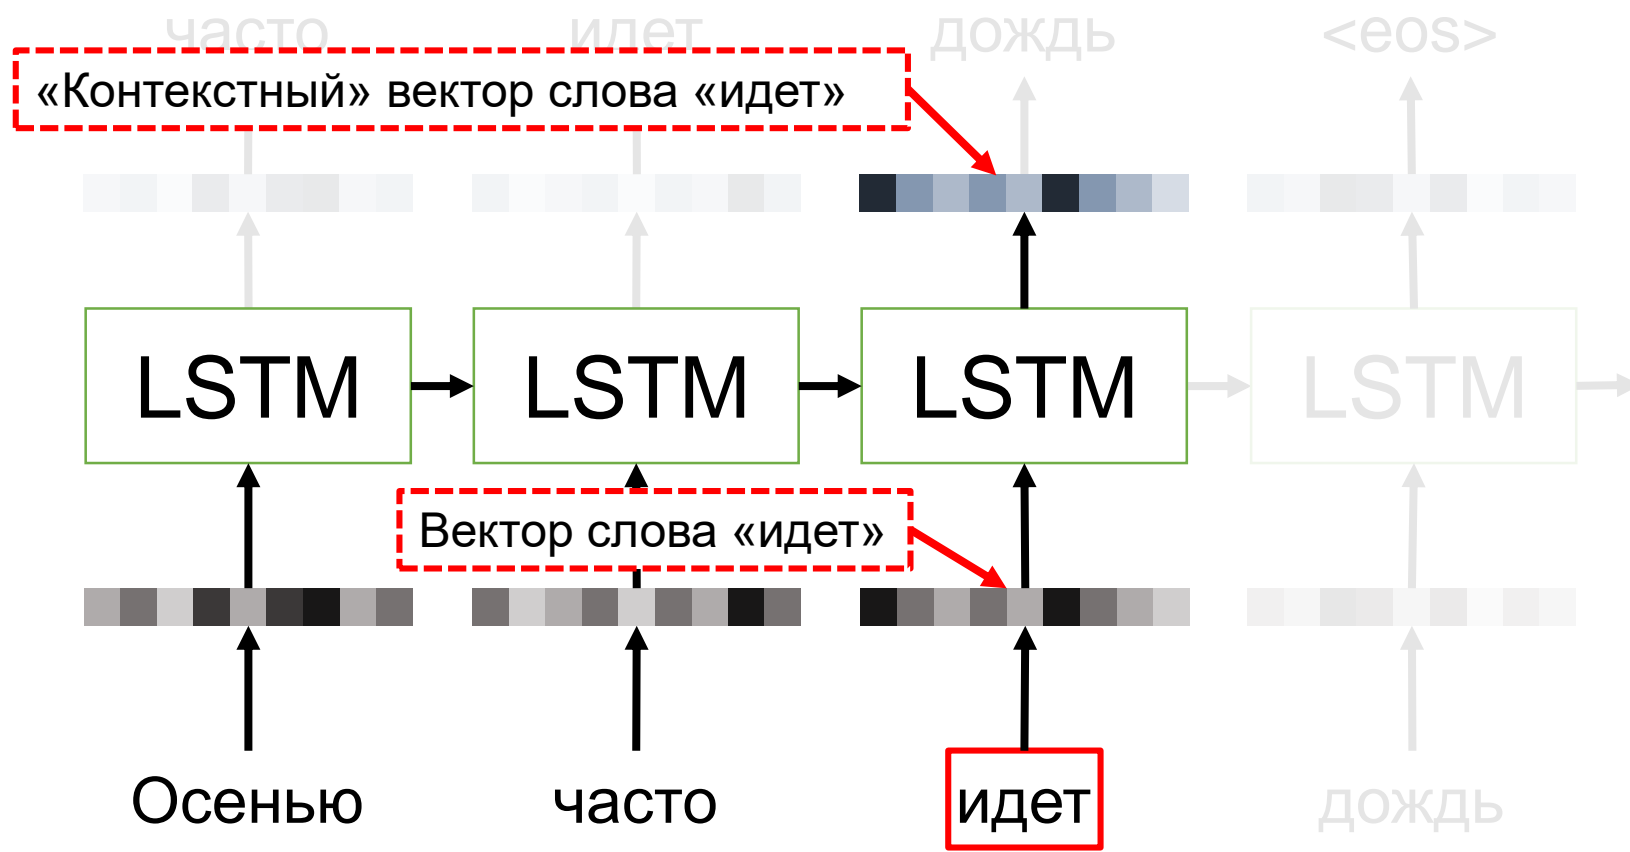 часто идет дождь <eos>
«Контекстный» вектор слова «идет»
LSTM LSTM LSTM LSTM
Вектор слова «идет»
Осенью часто идет дождь